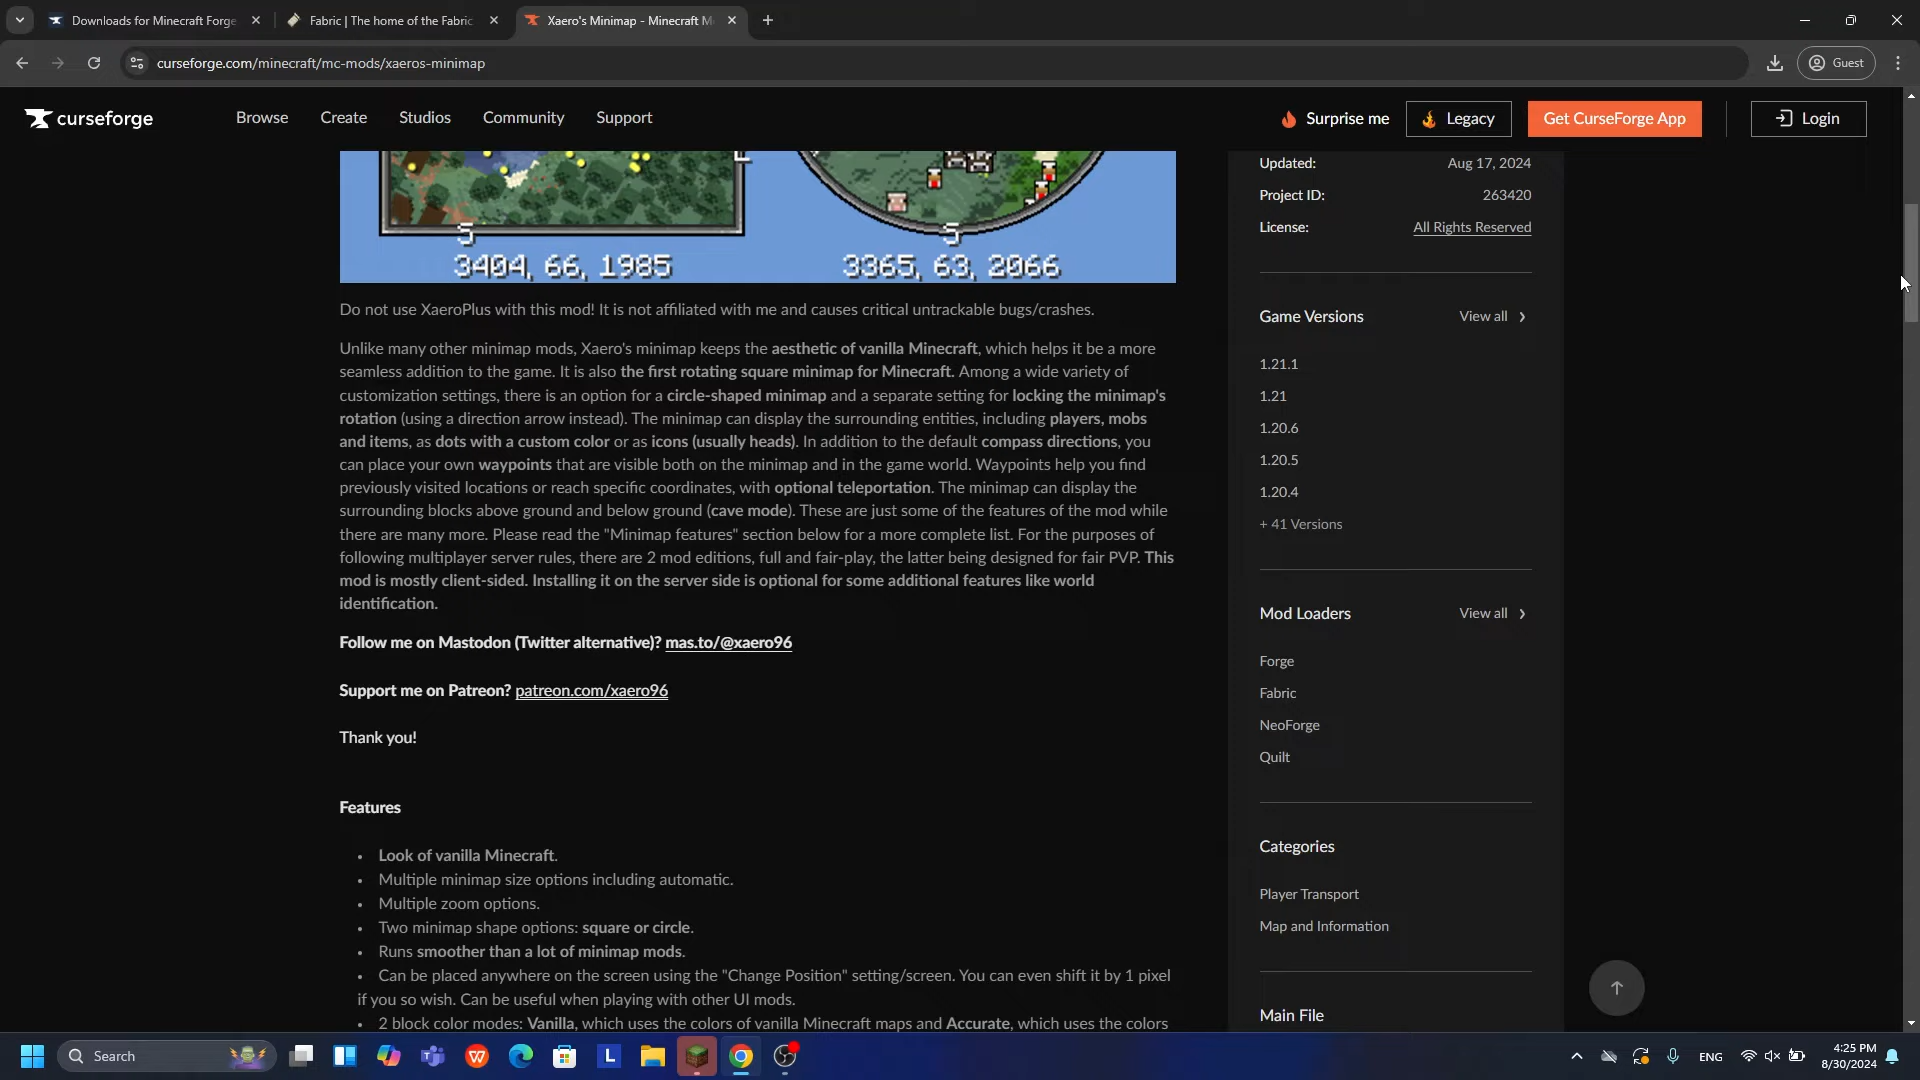 Downloads for Minecraft Forge
Fabric | The home of the Fabric
Xaero's Minimap - Minecraft M
curseforge.com/minecraft/mc-mods/xaeros-minimap
Guest
curseforge
Browse
Create
Studios
Community
Support
Surprise me
Legacy
Get CurseForge App
Login
S
3404, 66, 1985
S
3365, 63, 2066
Do not use XaeroPlus with this mod! It is not affiliated with me and causes critical untrackable bugs/crashes.
Unlike many other minimap mods, Xaero's minimap keeps the aesthetic of vanilla Minecraft, which helps it be a more
seamless addition to the game. It is also the first rotating square minimap for Minecraft. Among a wide variety of
customization settings, there is an option for a circle-shaped minimap and a separate setting for locking the minimap's
rotation (using a direction arrow instead). The minimap can display the surrounding entities, including players, mobs
and items, as dots with a custom color or as icons (usually heads). In addition to the default compass directions, you
can place your own waypoints that are visible both on the minimap and in the game world. Waypoints help you find
previously visited locations or reach specific coordinates, with optional teleportation. The minimap can display the
surrounding blocks above ground and below ground (cave mode). These are just some of the features of the mod while
there are many more. Please read the "Minimap features" section below for a more complete list. For the purposes of
following multiplayer server rules, there are 2 mod editions, full and fair-play, the latter being designed for fair PVP. This
mod is mostly client-sided. Installing it on the server side is optional for some additional features like world
identification.
Follow me on Mastodon (Twitter alternative)? mas.to/@xaero96
Support me on Patreon? patreon.com/xaero96
Thank you!
Features
• Look of vanilla Minecraft.
• Multiple minimap size options including automatic.
• Multiple zoom options.
• Two minimap shape options: square or circle.
• Runs smoother than a lot of minimap mods.
• Can be placed anywhere on the screen using the "Change Position" setting/screen. You can even shift it by 1 pixel
if you so wish. Can be useful when playing with other UI mods.
• 2 block color modes: Vanilla, which uses the colors of vanilla Minecraft maps and Accurate, which uses the colors
Updated: Aug 17, 2024
Project ID: 263420
License: All Rights Reserved
Game Versions View all
1.21.1
1.21
1.20.6
1.20.5
1.20.4
+ 41 Versions
Mod Loaders View all
Forge
Fabric
NeoForge
Quilt
Categories
Player Transport
Map and Information
Main File
Search
ENG
4:25 PM
8/30/2024